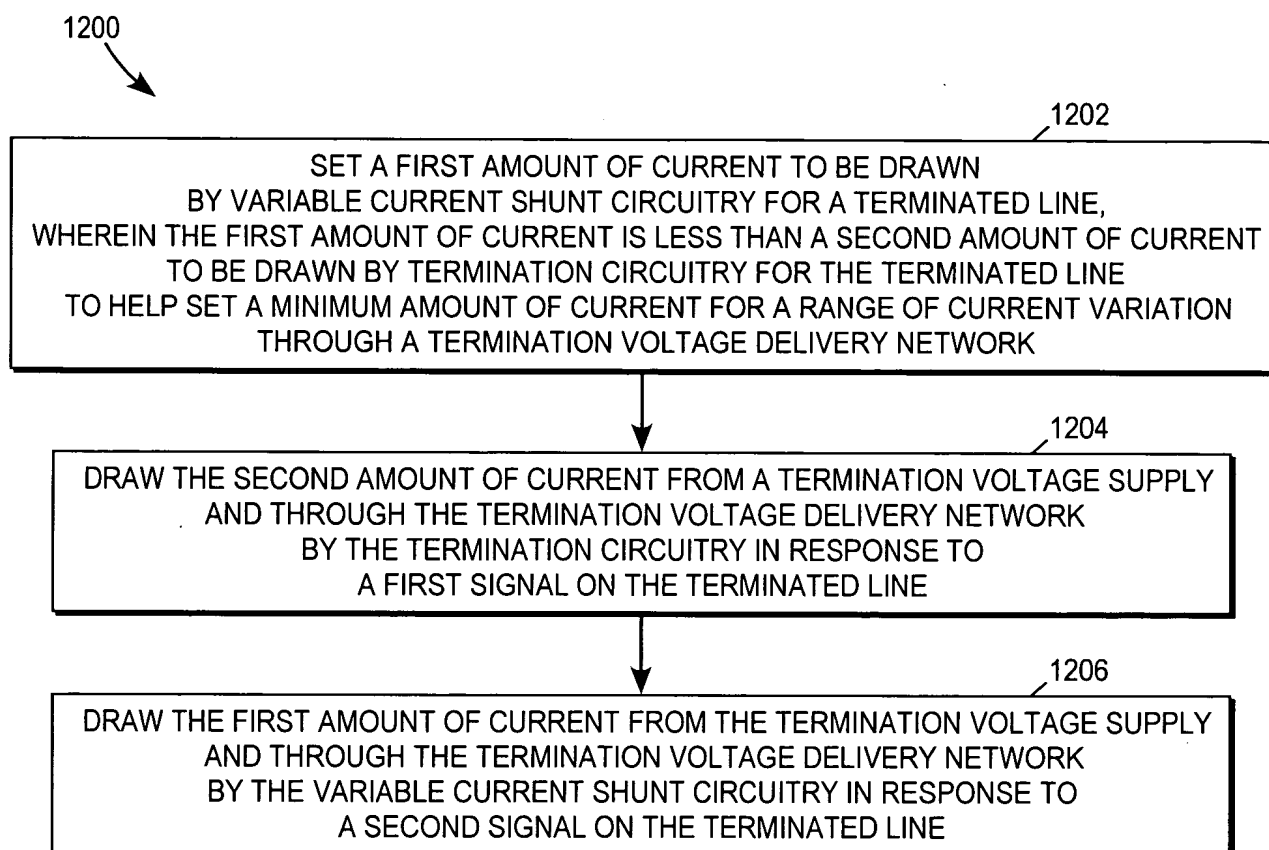 1200
1202
SET A FIRST AMOUNT OF CURRENT TO BE DRAWN
BY VARIABLE CURRENT SHUNT CIRCUITRY FOR A TERMINATED LINE,
WHEREIN THE FIRST AMOUNT OF CURRENT IS LESS THAN A SECOND AMOUNT OF CURRENT
TO BE DRAWN BY TERMINATION CIRCUITRY FOR THE TERMINATED LINE
TO HELP SET A MINIMUM AMOUNT OF CURRENT FOR A RANGE OF CURRENT VARIATION
THROUGH A TERMINATION VOLTAGE DELIVERY NETWORK
1204
DRAW THE SECOND AMOUNT OF CURRENT FROM A TERMINATION VOLTAGE SUPPLY
AND THROUGH THE TERMINATION VOLTAGE DELIVERY NETWORK
BY THE TERMINATION CIRCUITRY IN RESPONSE TO
A FIRST SIGNAL ON THE TERMINATED LINE
1206
DRAW THE FIRST AMOUNT OF CURRENT FROM THE TERMINATION VOLTAGE SUPPLY
AND THROUGH THE TERMINATION VOLTAGE DELIVERY NETWORK
BY THE VARIABLE CURRENT SHUNT CIRCUITRY IN RESPONSE TO
A SECOND SIGNAL ON THE TERMINATED LINE